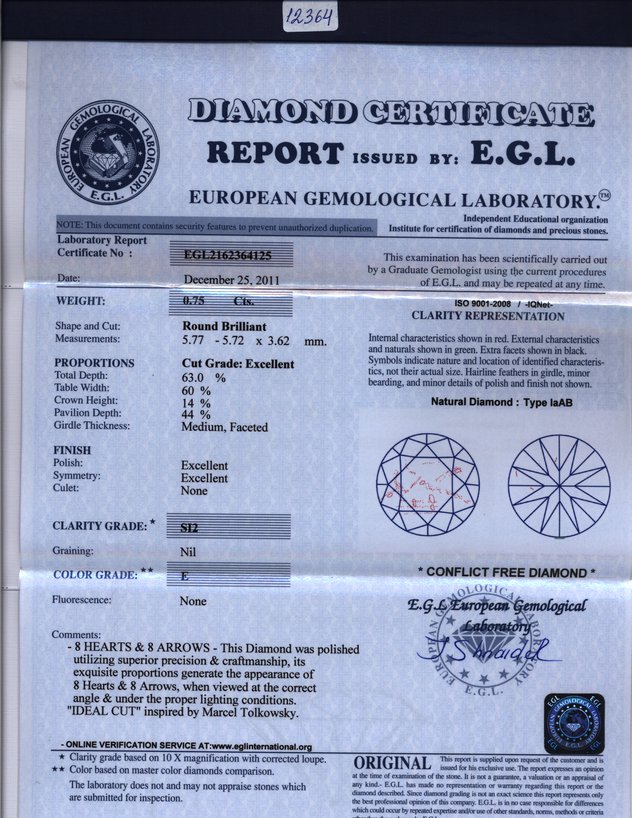 12364
DIAMOND CERTIFICATE
REPORT ISSUED BY: E.G.L.
EUROPEAN GEMOLOGICAL LABORATORY.™
EUROPEAN GEMOLOGICAL LABORATORY
E.G.L.
Independent Educational organization
Institute for certification of diamonds and precious stones.
NOTE: This document contains security features to prevent unauthorized duplication.
Laboratory Report
Certificate No : EGL2162364125
Date: December 25, 2011
WEIGHT: 0.75 Cts.
Shape and Cut: Round Brilliant
Measurements: 5.77 - 5.72 x 3.62 mm.
PROPORTIONS Cut Grade: Excellent
Total Depth: 63.0 %
Table Width: 60 %
Crown Height: 14 %
Pavilion Depth: 44 %
Girdle Thickness: Medium, Faceted
FINISH
Polish: Excellent
Symmetry: Excellent
Culet: None
CLARITY GRADE: * SI2
Graining: Nil
COLOR GRADE: ** E
Fluorescence: None
Comments:
- 8 HEARTS & 8 ARROWS - This Diamond was polished
utilizing superior precision & craftmanship, its
exquisite proportions generate the appearance of
8 Hearts & 8 Arrows, when viewed at the correct
angle & under the proper lighting conditions.
"IDEAL CUT" inspired by Marcel Tolkowsky.
- ONLINE VERIFICATION SERVICE AT:www.eglinternational.org
* Clarity grade based on 10 X magnification with corrected loupe.
** Color based on master color diamonds comparison.
The laboratory does and may not appraise stones which
are submitted for inspection.
This examination has been scientifically carried out
by a Graduate Gemologist using the current procedures
of E.G.L. and may be repeated at any time.
ISO 9001-2008 / -IQNet-
CLARITY REPRESENTATION
Internal characteristics shown in red. External characteristics
and naturals shown in green. Extra facets shown in black.
Symbols indicate nature and location of identified characteris-
tics, not their actual size. Hairline feathers in girdle, minor
bearding, and minor details of polish and finish not shown.
Natural Diamond : Type IaAB
* CONFLICT FREE DIAMOND *
E.G.L European Gemological
Laboratory
EUROPEAN GEMOLOGICAL LABORATORY
E.G.L.
EGL
EGL
E.G.L.
EGL
EGL
ORIGINAL This report is supplied upon request of the customer and is
issued for his exclusive use. The report expresses an opinion
at the time of examination of the stone. It is not a guarantee, a valuation or an appraisal of
any kind.- E.G.L. has made no representation or warranty regarding this report or the
diamond described. Since diamond grading is not an exact science this report represents only
the best professional opinion of this company. E.G.L. is in no case responsible for differences
which could occur by repeated expertise and/or use of other standards, norms, methods or criteria